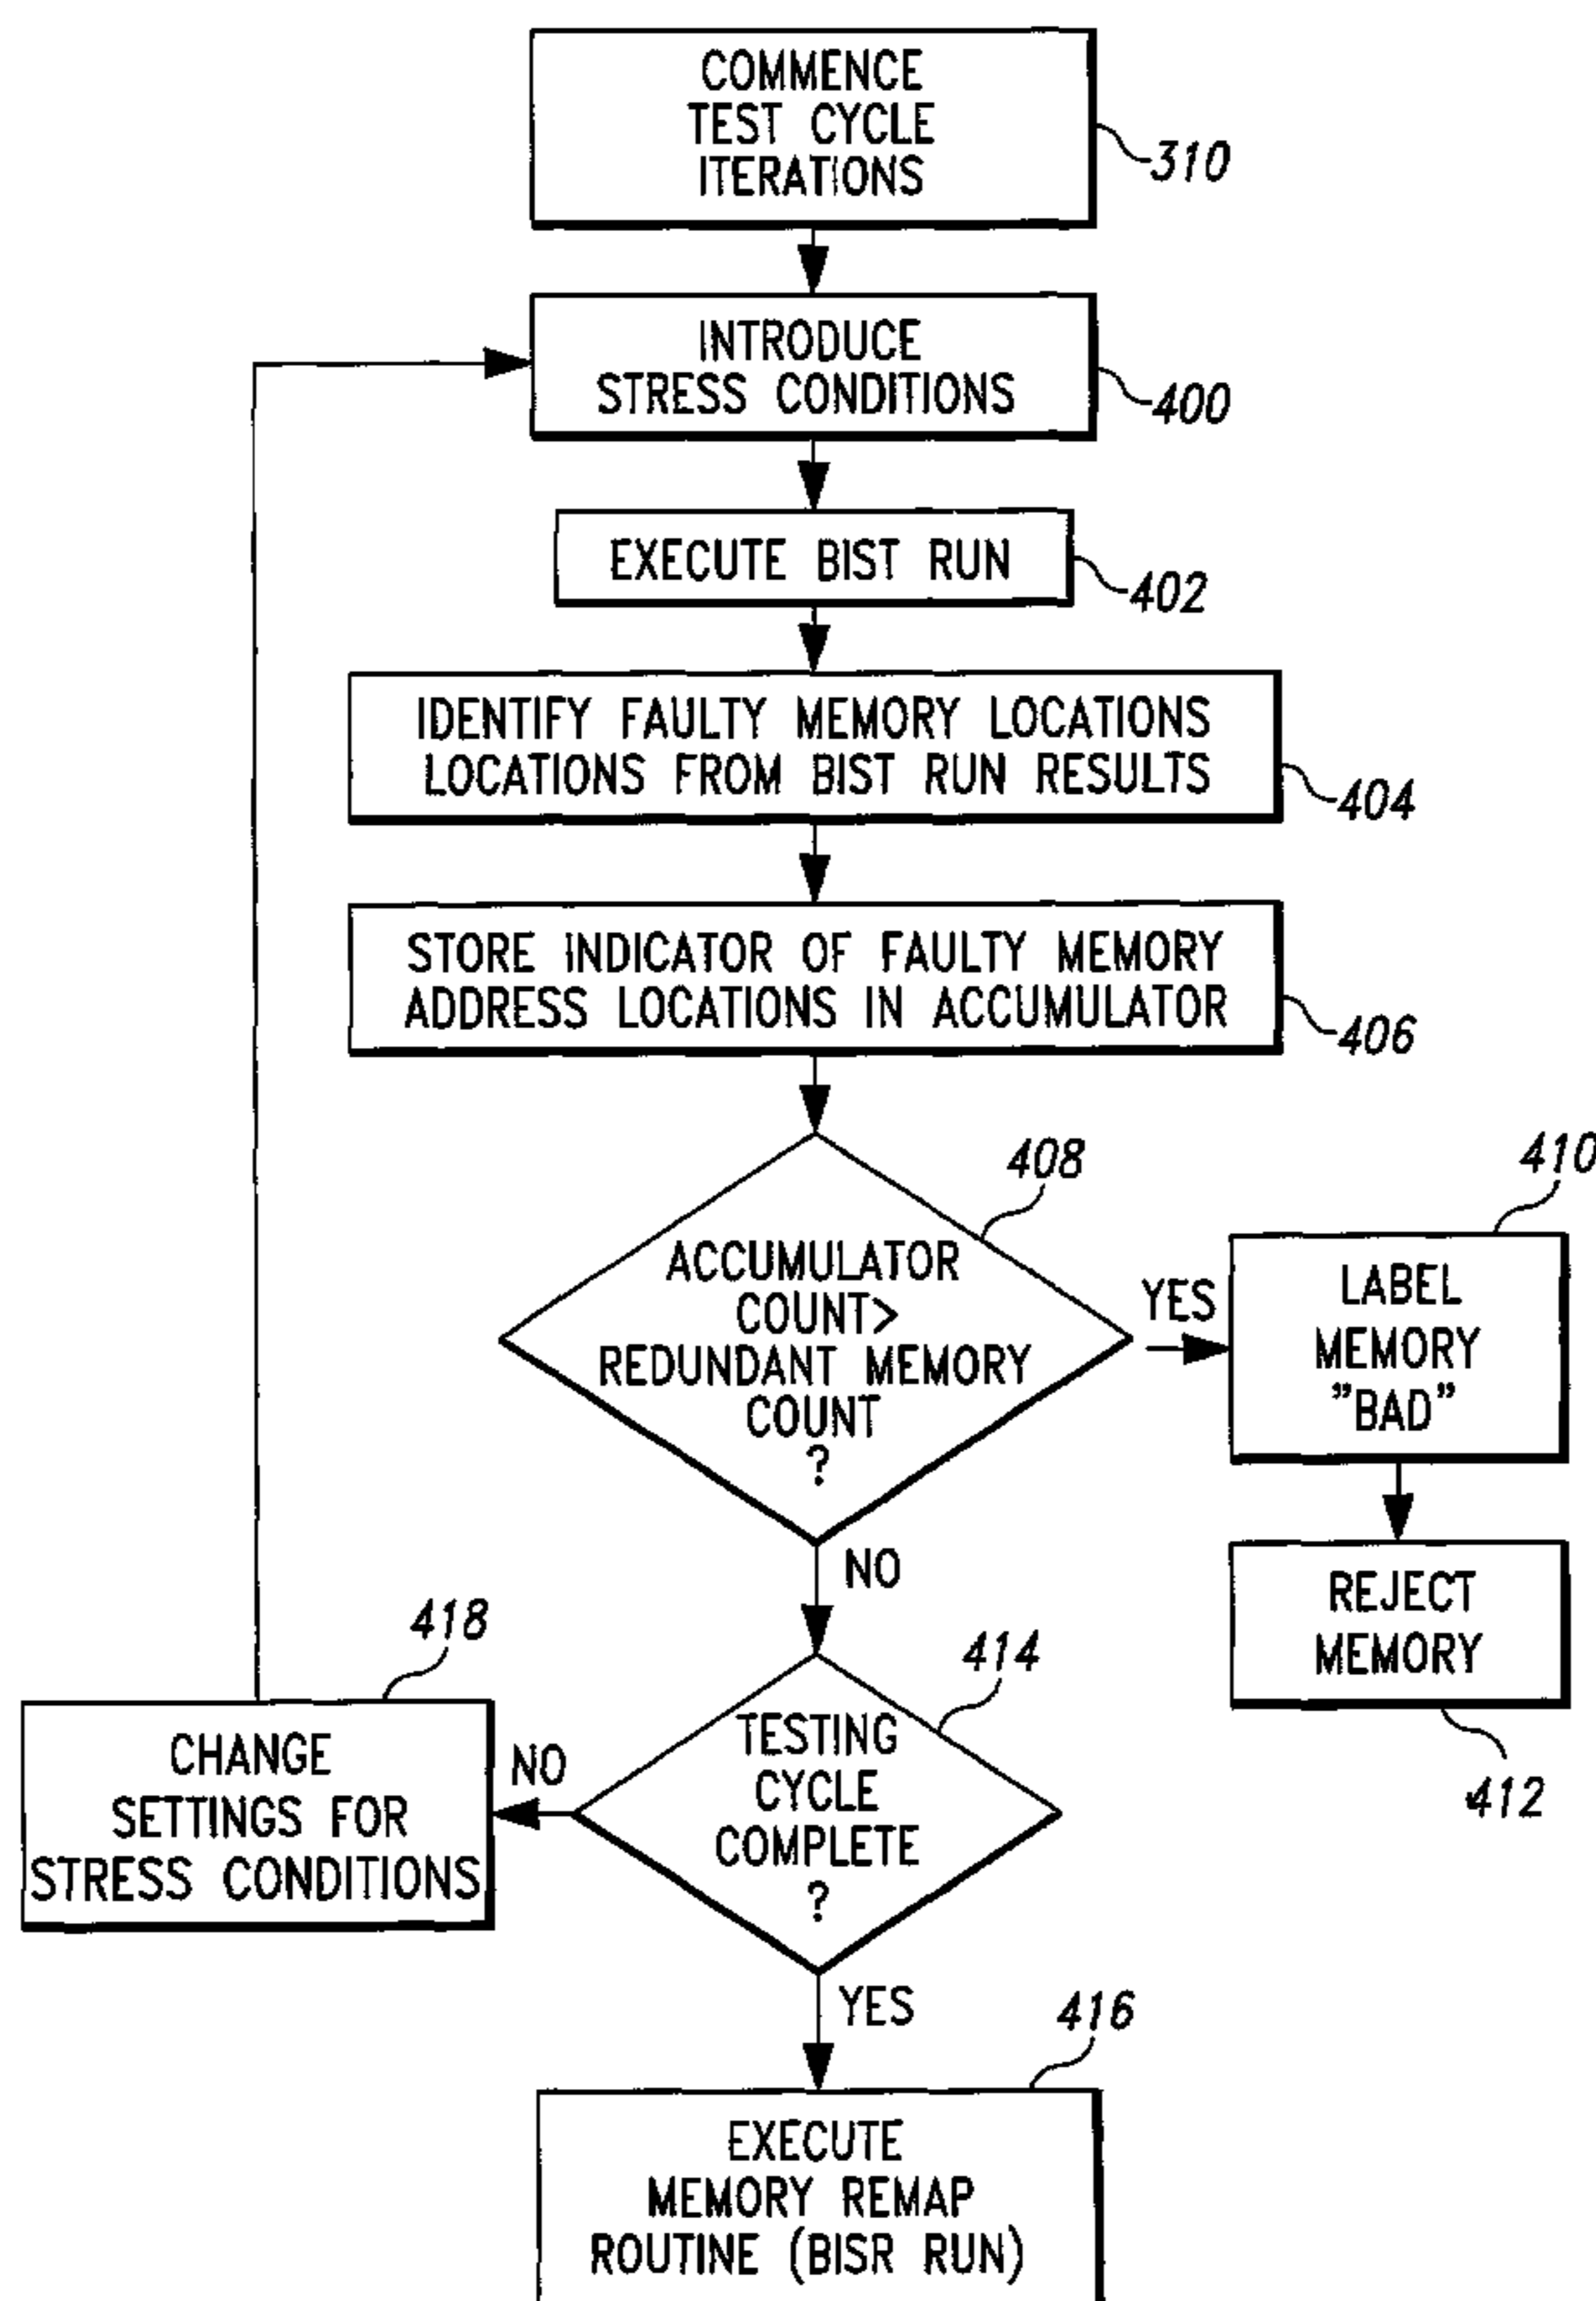 COMMENCE
TEST CYCLE
ITERATIONS
310
INTRODUCE
STRESS CONDITIONS
400
EXECUTE BIST RUN
402
IDENTIFY FAULTY MEMORY LOCATIONS
LOCATIONS FROM BIST RUN RESULTS
404
STORE INDICATOR OF FAULTY MEMORY
ADDRESS LOCATIONS IN ACCUMULATOR
406
408
ACCUMULATOR
COUNT>
REDUNDANT MEMORY
COUNT
?
YES
410
LABEL
MEMORY
"BAD"
REJECT
MEMORY
412
NO
414
TESTING
CYCLE
COMPLETE
?
NO
418
CHANGE
SETTINGS FOR
STRESS CONDITIONS
YES
416
EXECUTE
MEMORY REMAP
ROUTINE (BISR RUN)